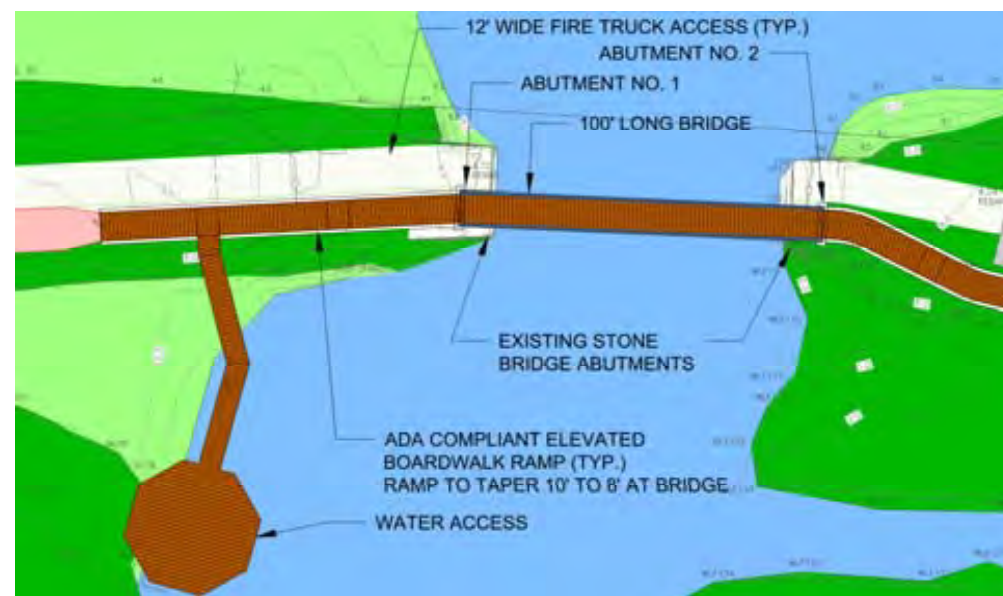 12' WIDE FIRE TRUCK ACCESS (TYP.)
ABUTMENT NO. 2
ABUTMENT NO. 1
100' LONG BRIDGE
EXISTING STONE
BRIDGE ABUTMENTS
ADA COMPLIANT ELEVATED
BOARDWALK RAMP (TYP.)
RAMP TO TAPER 10' TO 8' AT BRIDGE
WATER ACCESS